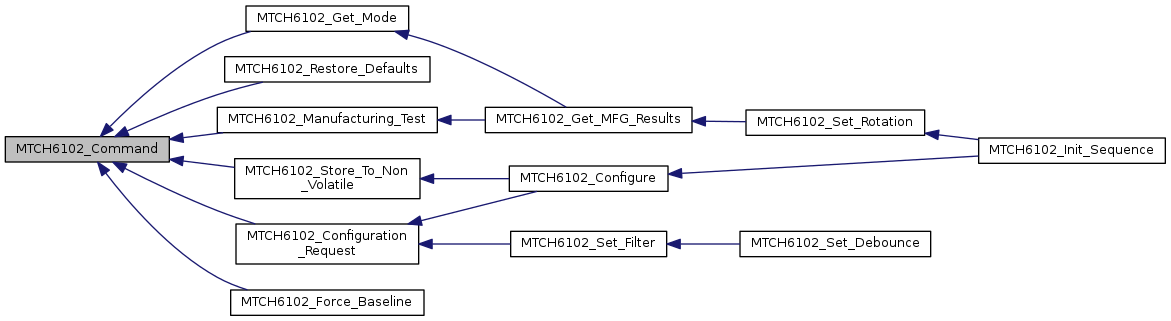 MTCH6102_Get_Mode
MTCH6102_Restore_Defaults
MTCH6102_Manufacturing_Test
MTCH6102_Get_MFG_Results
MTCH6102_Set_Rotation
MTCH6102_Command
MTCH6102_Init_Sequence
MTCH6102_Store_To_Non
_Volatile
MTCH6102_Configure
MTCH6102_Configuration
_Request
MTCH6102_Set_Filter
MTCH6102_Set_Debounce
MTCH6102_Force_Baseline